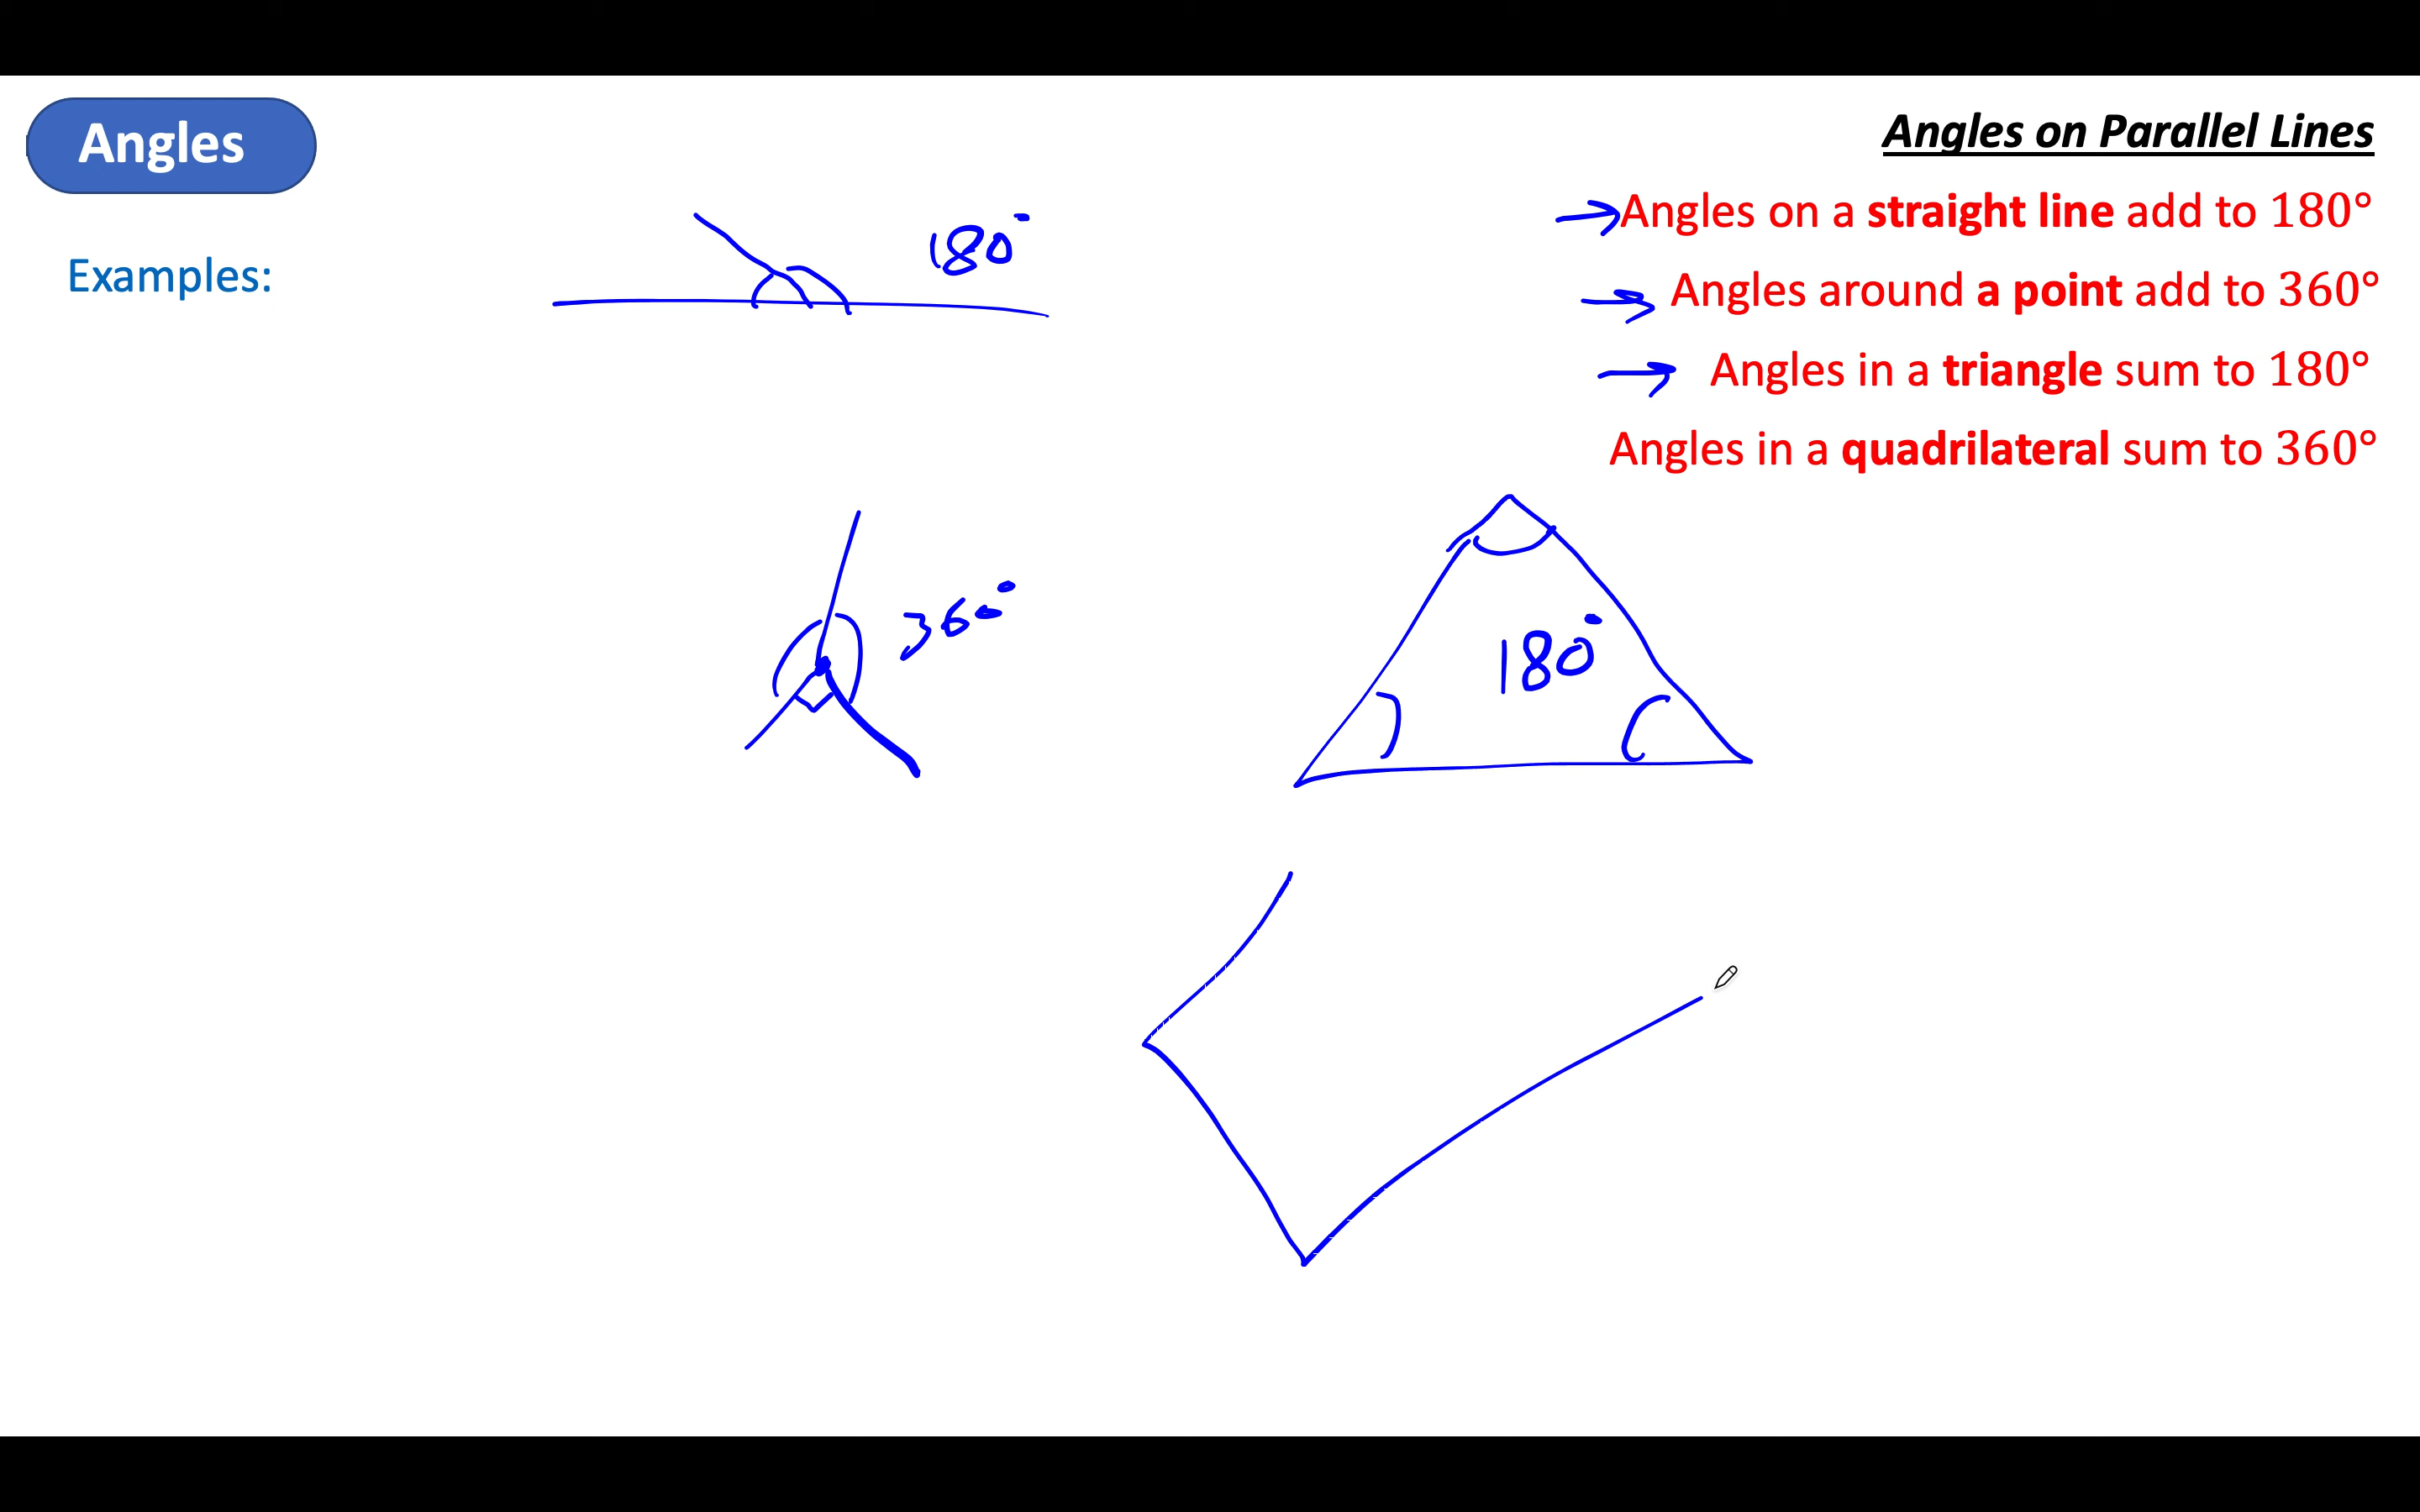 Angles
Angles on Parallel Lines
Angles on a straight line add to 180°
Examples:
180°
Angles around a point add to 360°
Angles in a triangle sum to 180°
Angles in a quadrilateral sum to 360°
360°
180°